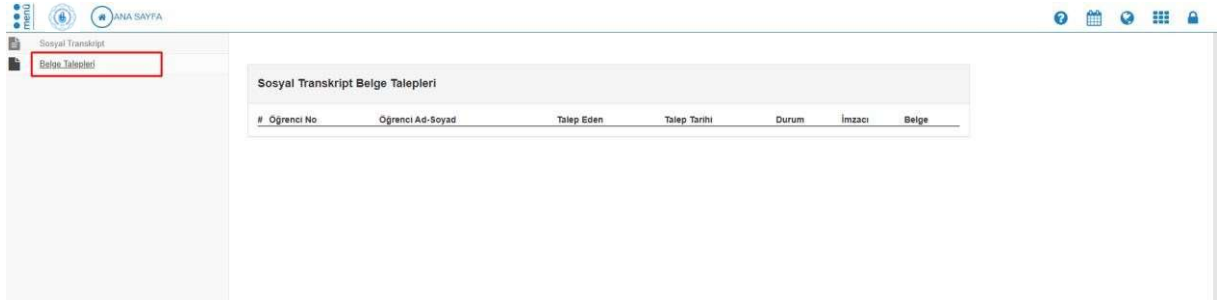 menü
ANA SAYFA
Sosyal Transkript
Belge Talepleri
Sosyal Transkript Belge Talepleri
# Öğrenci No Öğrenci Ad-Soyad Talep Eden Talep Tarihi Durum İmzacı Belge